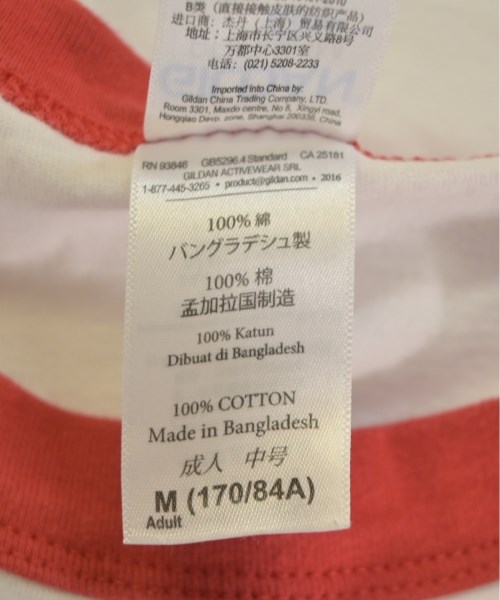 B类（直接接触皮肤的纺织产品）
进口商：杰丹（上海）贸易有限公司
地址：上海市长宁区兴义路8号
万都中心3301室
电话：(021) 5208-2233
Imported into China by:
Gildan China Trading Company, LTD.
Room 3301, Maxdo centre, No 8, Xingyi road,
Hongqiao Devp. zone, Shanghai 200336, China
RN 93846 GB5296.4 Standard CA 25181
GILDAN ACTIVEWEAR SRL
1-877-445-3265 • product@gildan.com • 2016
100% 綿
バングラデシュ製
100% 棉
孟加拉国制造
100% Katun
Dibuat di Bangladesh
100% COTTON
Made in Bangladesh
成人 中号
M (170/84A)
Adult